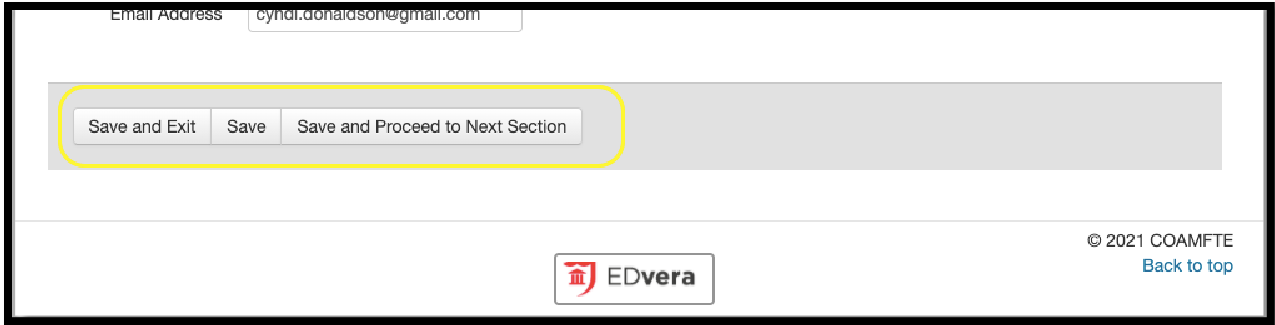 Email Address cyndi.donaldson@gmail.com
Save and Exit Save Save and Proceed to Next Section
© 2021 COAMFTE
Back to top
EDvera